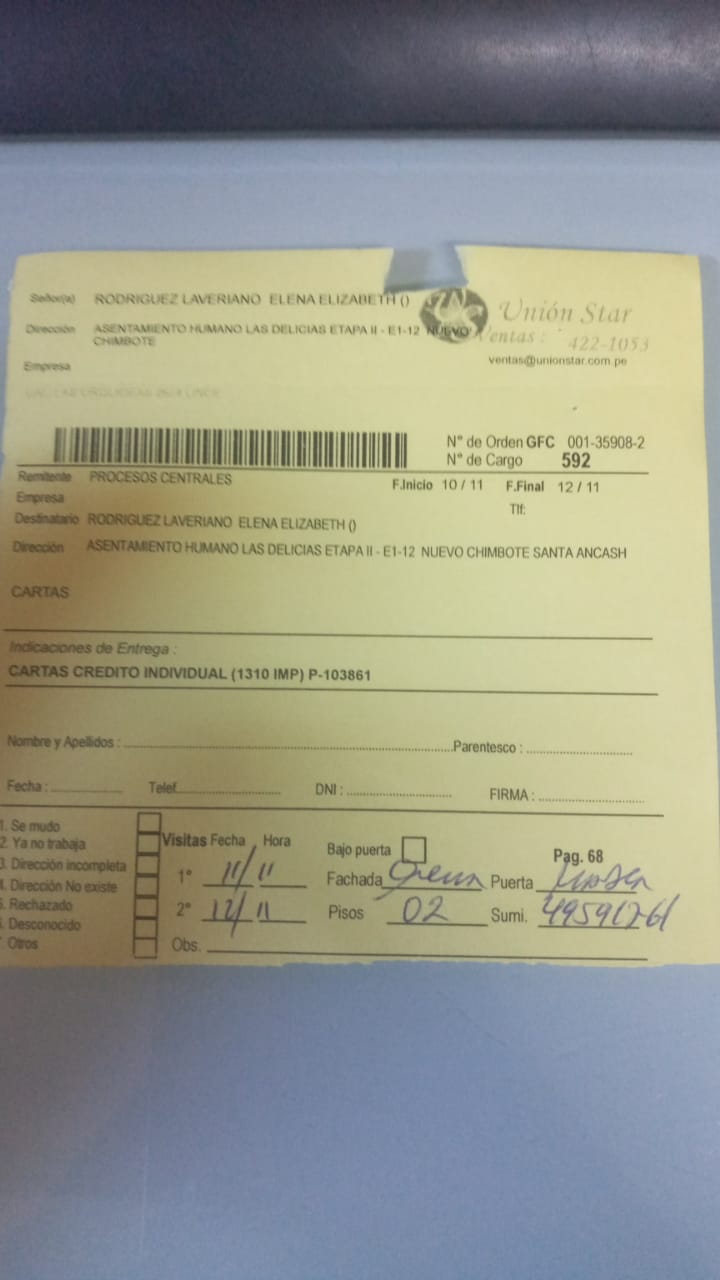 Señor(a) RODRIGUEZ LAVERIANO ELENA ELIZABETH ()
Unión Star
Dirección ASENTAMIENTO HUMANO LAS DELICIAS ETAPA II - E1-12 NUEVO
CHIMBOTE
Ventas : 422-1053
ventas@unionstar.com.pe
Empresa
N° de Orden GFC 001-35908-2
N° de Cargo 592
Remitente PROCESOS CENTRALES
F.Inicio 10 / 11 F.Final 12 / 11
Empresa
Tlf:
Destinatario RODRIGUEZ LAVERIANO ELENA ELIZABETH ()
Dirección ASENTAMIENTO HUMANO LAS DELICIAS ETAPA II - E1-12 NUEVO CHIMBOTE SANTA ANCASH
CARTAS
Indicaciones de Entrega :
CARTAS CREDITO INDIVIDUAL (1310 IMP) P-103861
Nombre y Apellidos : Parentesco :
Fecha : Telef. DNI : FIRMA :
1. Se mudo
2. Ya no trabaja
3. Dirección incompleta
4. Dirección No existe
5. Rechazado
6. Desconocido
7. Otros
Visitas Fecha Hora
1° 11/11
2° 12/11
Obs.
Bajo puerta
Pag. 68
Fachada Puerta
Pisos 02 Sumi.